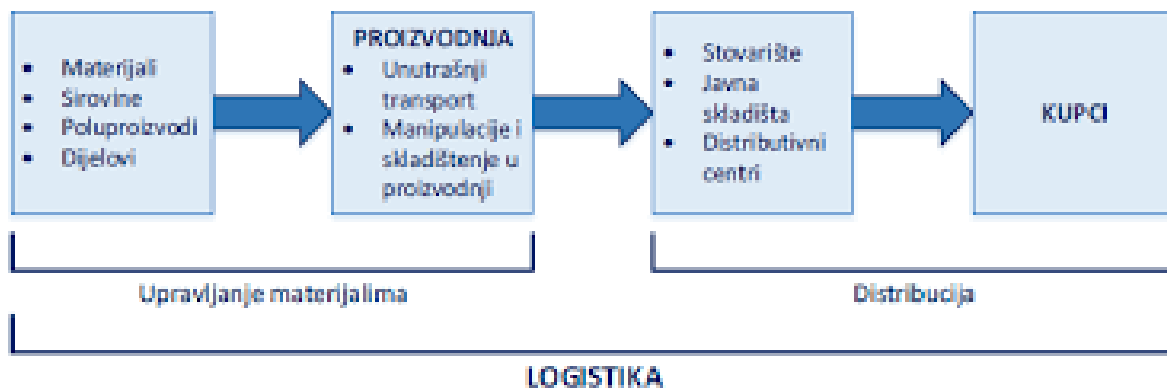 • Materijali
• Sirovine
• Poluproizvodi
• Dijelovi
PROIZVODNJA
• Unutrašnji
transport
• Manipulacije i
skladištenje u
proizvodnji
• Stovarište
• Javna
skladišta
• Distributivni
centri
KUPCI
Upravljanje materijalima
Distribucija
LOGISTIKA